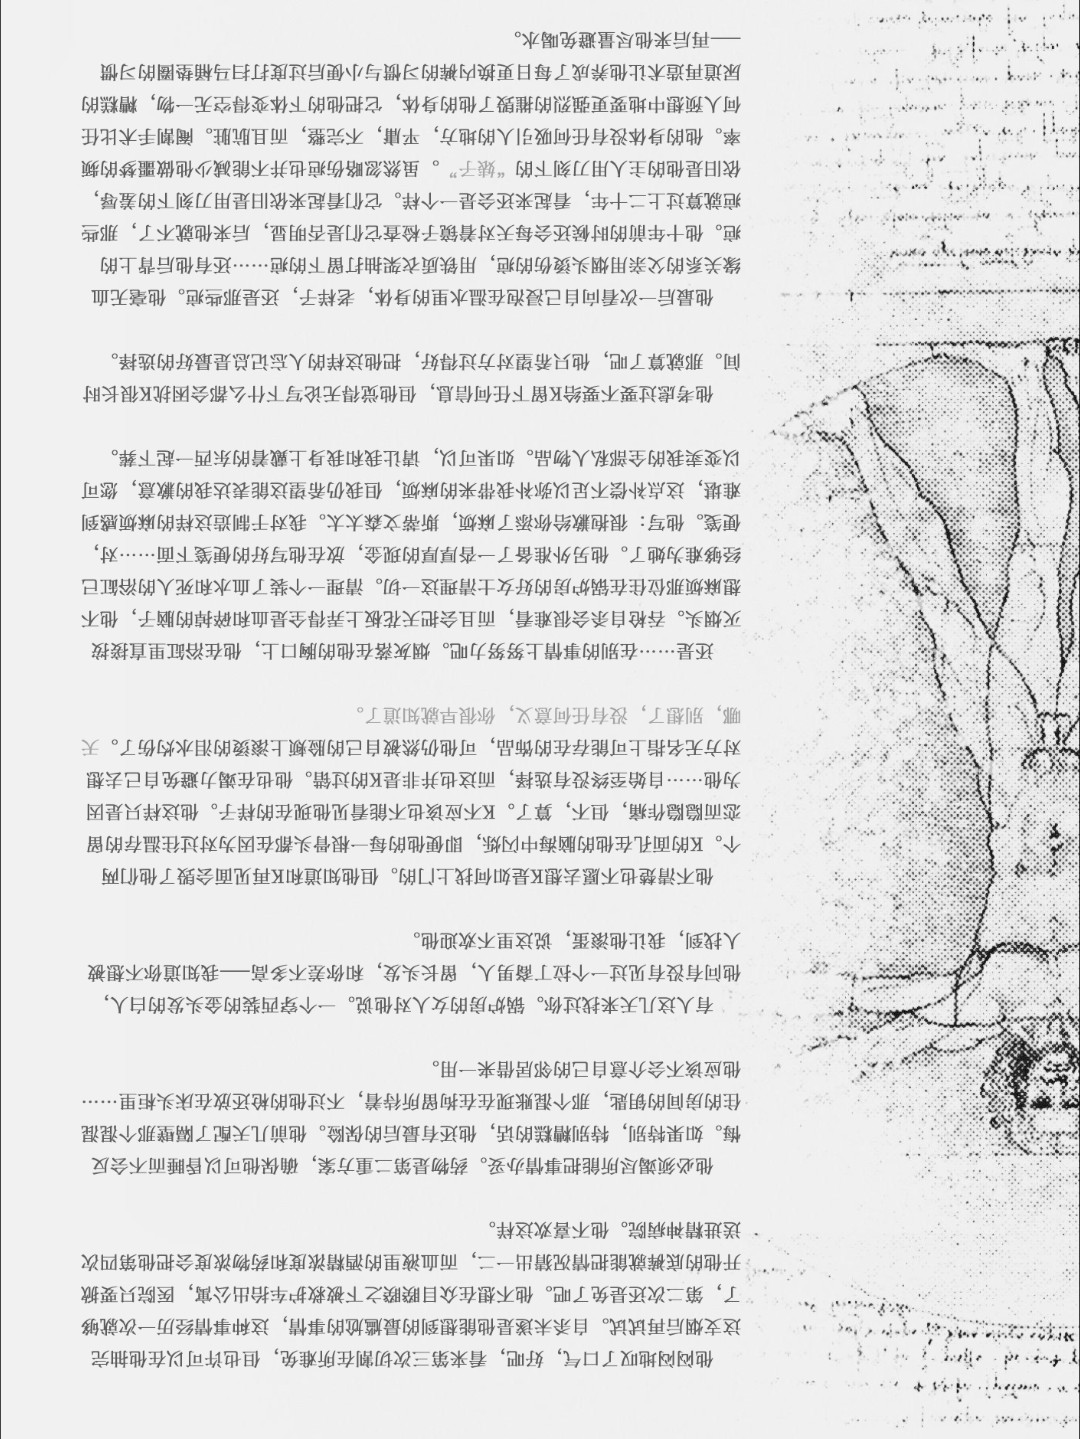 他闷闷地叹了口气，好吧，看来第三次切割在所难免，但也许可以在他抽完
这支烟后再试试。自杀未遂是他能想到的最尴尬的事情，这种事情经历一次就够
了，第二次还是免了吧。他不想在众目睽睽之下被救护车抬出公寓，医院只要掀
开他的底裤就能把情况猜出一二，而血液里的酒精浓度和药物浓度会把他第四次
送进精神病院。他不喜欢这样。
他必须竭尽所能把事情办妥。药物是第二重方案，确保他可以昏睡而不会反
悔。如果特别，特别糟糕的话，他还有最后的保险。他前几天配了隔壁那个混混
住的房间的钥匙，那个混账现在在拘留所待着，不过他的枪还放在床头柜里……
他应该不会介意自己的邻居借来一用。
有人这几天来找过你。锅炉房的女人对他说。一个穿西装的金头发的白人，
他问有没有见过一个拉丁裔男人，留长头发，和你差不多高——我知道你不想被
人找到，我让他滚蛋，说这里不欢迎他。
他不清楚也不愿去想K是如何找上门的。但他知道和K再见面会毁了他们两
个。K的面孔在他的脑海中闪烁，即便他的每一根骨头都在因为对过往温存的留
恋而隐隐作痛，但不，算了。K不应该也不能看见他现在的样子。他这样只是因
为他……自始至终没有选择，而这也并非是K的过错。他也在竭力避免自己去想
对方无名指上可能存在的饰品，可他仍然被自己的脸颊上滚烫的泪水灼伤了。天
哪，别想了，没有任何意义，你很早就知道了。
还是……在别的事情上努努力吧。烟灰落在他的胸口上，他在浴缸里直接按
灭烟头。吞枪自杀会很难看，而且会把天花板上弄得全是血和碎掉的脑子，他不
想麻烦那位住在锅炉房的好女士清理这一切。清理一个装了血水和死人的浴缸已
经够难为她了。他另外准备了一沓厚厚的现金，放在他写好的便笺下面……对，
便笺。他写：很抱歉给你添了麻烦，斯蒂文森太太。我对于制造这样的麻烦感到
难堪，这点补偿不足以弥补我带来的麻烦，但我仍希望这能表达我的歉意，您可
以变卖我的全部私人物品。如果可以，请让我和我身上戴着的东西一起下葬。
他考虑过要不要给K留下任何信息，但他觉得无论写下什么都会困扰K很长时
间。那就算了吧，他只希望对方过得好，把他这样的人忘记总是最好的选择。
他最后一次看向自己浸泡在温水里的身体，老样子，还是那些疤。他毫无血
缘关系的父亲用烟头烫伤的疤，用铁质衣架抽打留下的疤……还有他后背上的
疤。他十年前的时候还会每天对着镜子检查它们是否明显，后来他就不了，那些
疤就算过上二十年，看起来还会是一个样。它们看起来依旧是用刀刻下的羞辱，
依旧是他的主人用刀刻下的“婊子”。虽然忽略伤疤也并不能减少他做噩梦的频
率。他的身体没有任何吸引人的地方，平庸，不完整，而且肮脏。阉割手术比任
何人预想中地要更强烈的摧毁了他的身体，它把他的下体变得空无一物，糟糕的
尿道再造术让他养成了每日更换内裤的习惯与小便后过度打扫马桶垫圈的习惯
——再后来他尽量避免喝水。